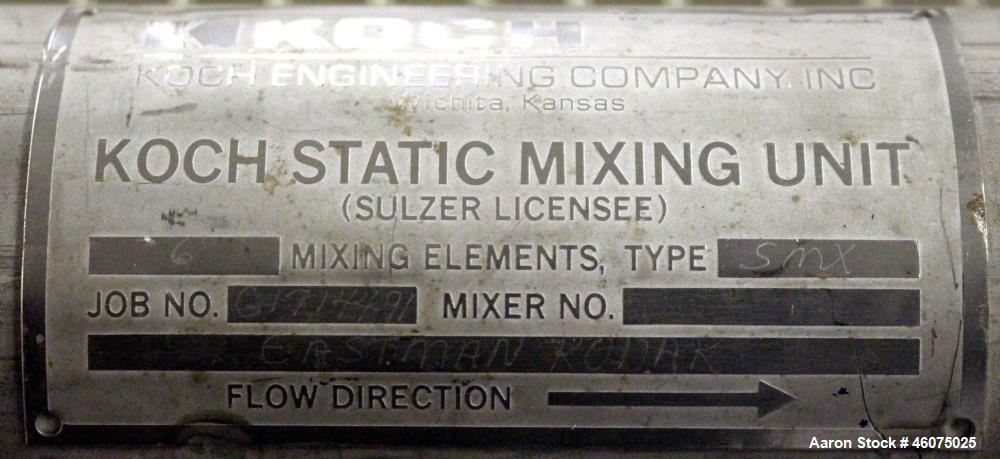 KOCH
KOCH ENGINEERING COMPANY, INC
Wichita, Kansas
KOCH STATIC MIXING UNIT
(SULZER LICENSEE)
6 MIXING ELEMENTS, TYPE SMX
JOB NO. MIXER NO.
EASTMAN KODAK
FLOW DIRECTION
Aaron Stock # 46075025